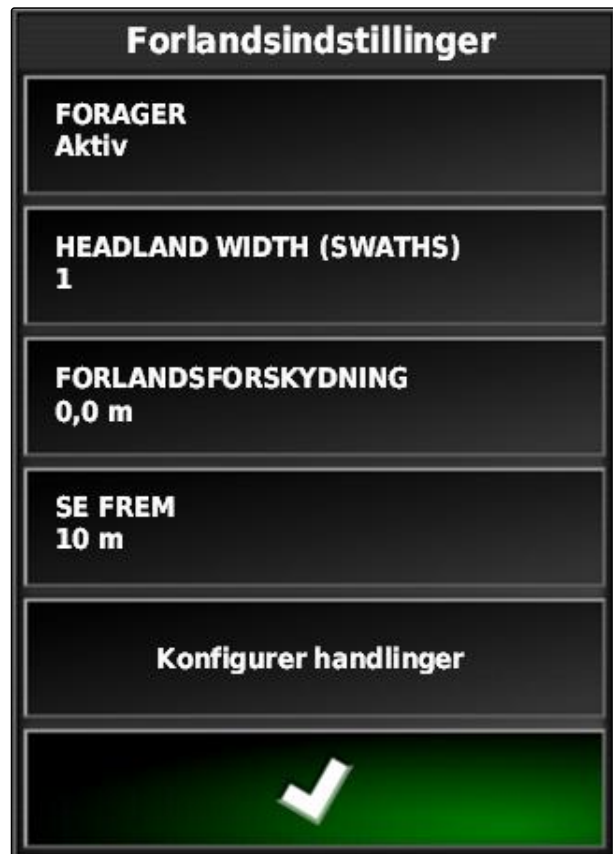 Forlandsindstillinger
FORAGER
Aktiv
HEADLAND WIDTH (SWATHS)
1
FORLANDSFORSKYDNING
0,0 m
SE FREM
10 m
Konfigurer handlinger